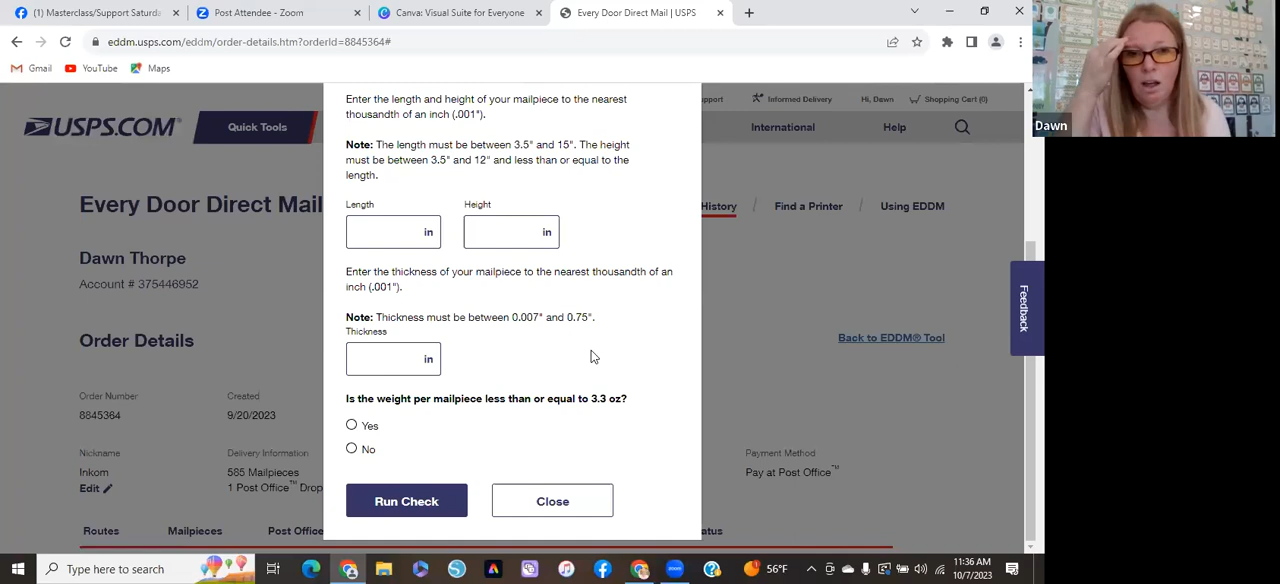 (1) Masterclass/Support Saturda
Post Attendee - Zoom
Canva: Visual Suite for Everyone
Every Door Direct Mail | USPS
eddm.usps.com/eddm/order-details.htm?orderId=8845364#
Gmail
YouTube
Maps
Dawn
USPS.COM
Quick Tools
upport
Informed Delivery
Hi, Dawn
Shopping Cart (0)
International
Help
Every Door Direct Mail
History
Find a Printer
Using EDDM
Dawn Thorpe
Account # 375446952
Order Details
Back to EDDM® Tool
Order Number
8845364
Created
9/20/2023
Nickname
Inkom
Edit
Delivery Information
585 Mailpieces
1 Post Office™ Drop
Payment Method
Pay at Post Office™
Routes
Mailpieces
Post Office
tatus
Feedback
Enter the length and height of your mailpiece to the nearest
thousandth of an inch (.001").
Note: The length must be between 3.5" and 15". The height
must be between 3.5" and 12" and less than or equal to the
length.
Length
Height
in
in
Enter the thickness of your mailpiece to the nearest thousandth of an
inch (.001").
Note: Thickness must be between 0.007" and 0.75".
Thickness
in
Is the weight per mailpiece less than or equal to 3.3 oz?
Yes
No
Run Check
Close
Type here to search
zoom
56°F
11:36 AM
10/7/2023